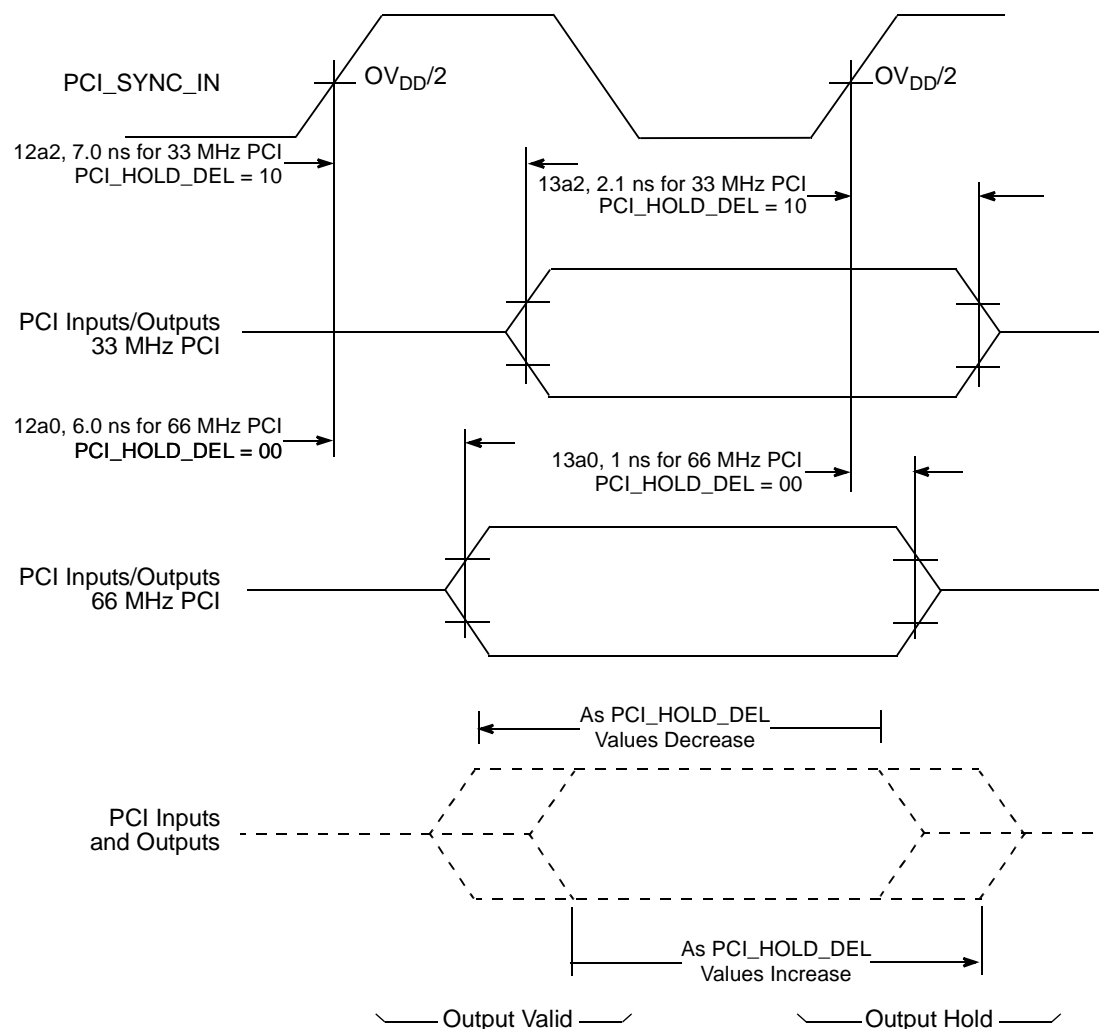 PCI_SYNC_IN
OVDD/2
OVDD/2
12a2, 7.0 ns for 33 MHz PCI
PCI_HOLD_DEL = 10
13a2, 2.1 ns for 33 MHz PCI
PCI_HOLD_DEL = 10
PCI Inputs/Outputs
33 MHz PCI
12a0, 6.0 ns for 66 MHz PCI
PCI_HOLD_DEL = 00
13a0, 1 ns for 66 MHz PCI
PCI_HOLD_DEL = 00
PCI Inputs/Outputs
66 MHz PCI
As PCI_HOLD_DEL
Values Decrease
PCI Inputs
and Outputs
As PCI_HOLD_DEL
Values Increase
Output Valid
Output Hold